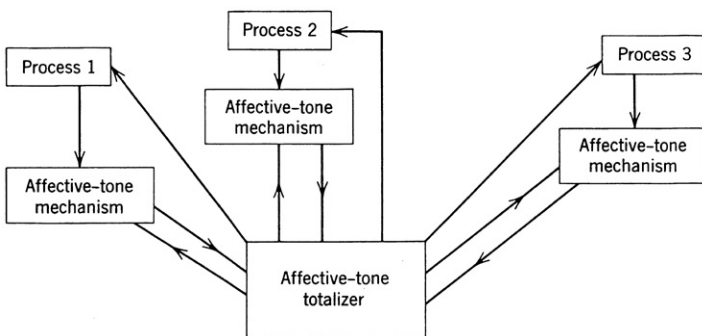 Process 1
Process 2
Process 3
Affective-tone
mechanism
Affective-tone
mechanism
Affective-tone
mechanism
Affective-tone
totalizer